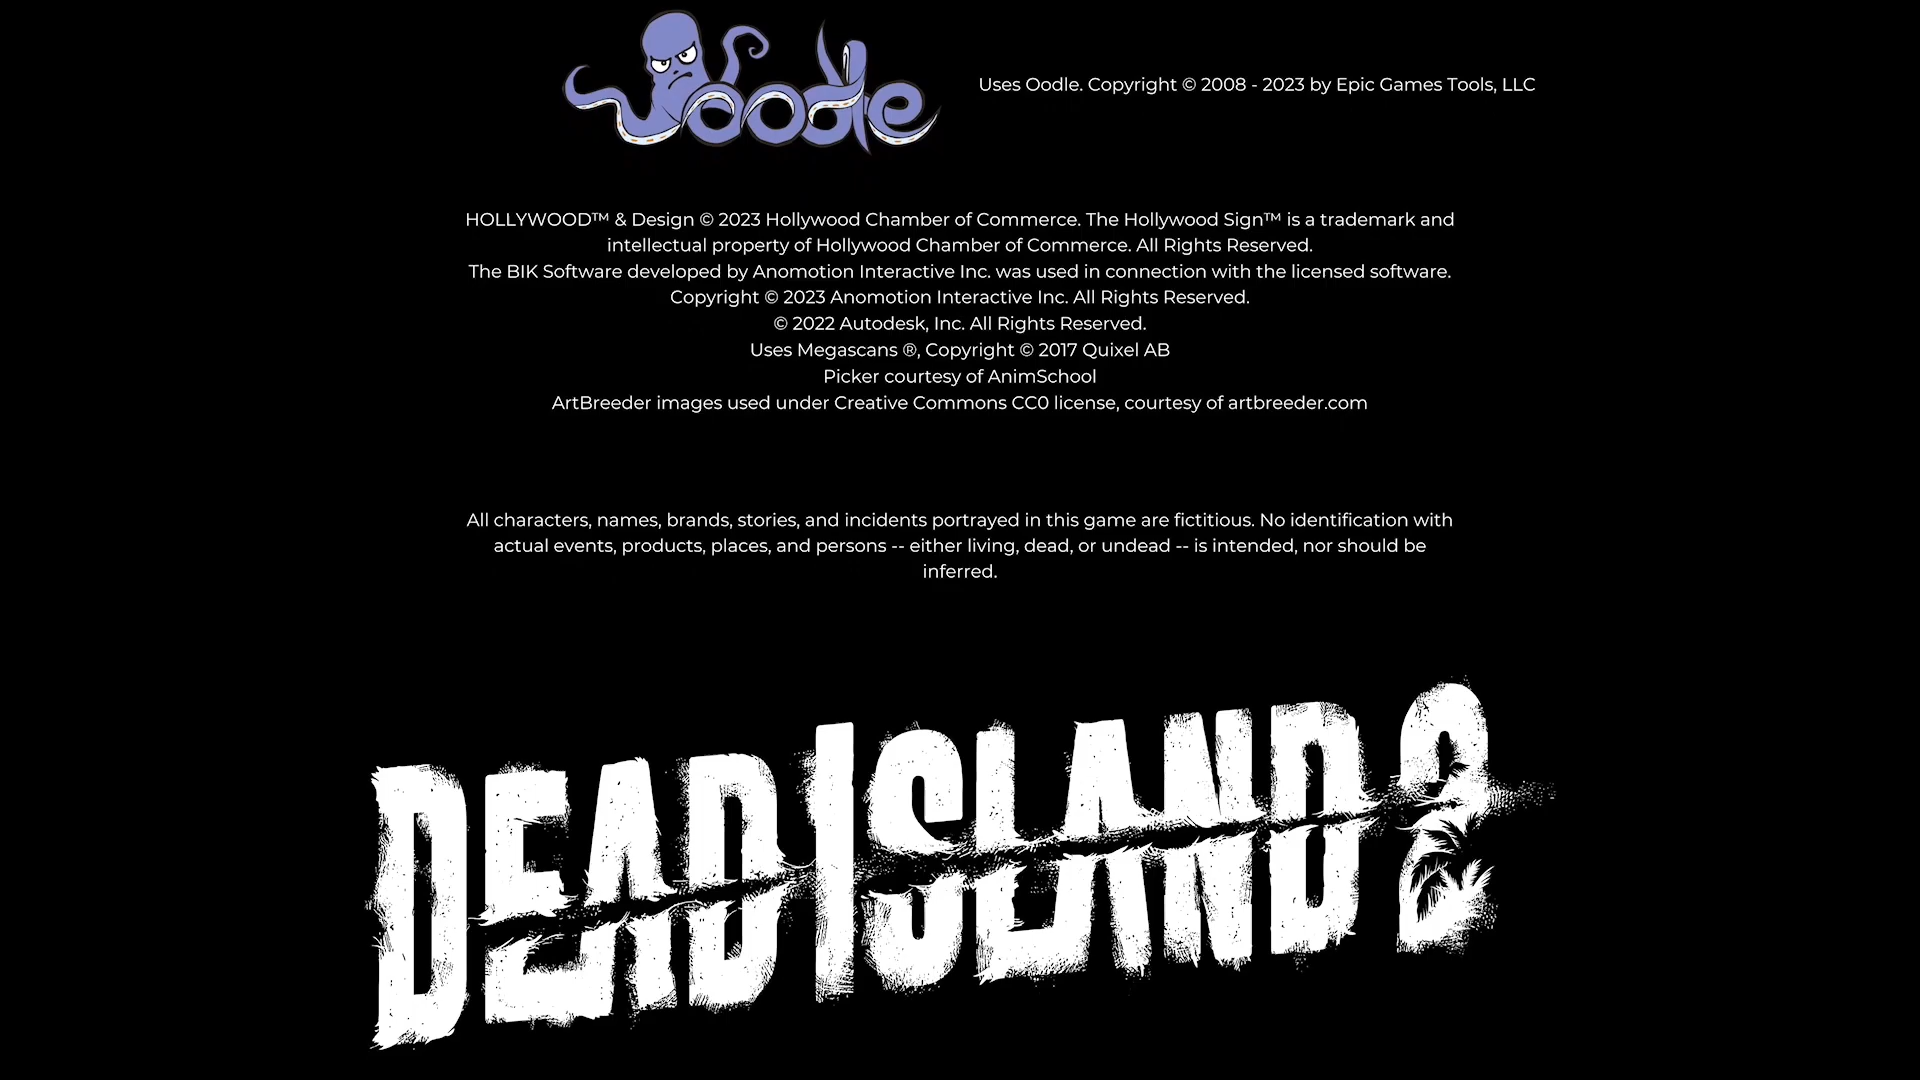 oodle
Uses Oodle. Copyright © 2008 - 2023 by Epic Games Tools, LLC
HOLLYWOOD™ & Design © 2023 Hollywood Chamber of Commerce. The Hollywood Sign™ is a trademark and
intellectual property of Hollywood Chamber of Commerce. All Rights Reserved.
The BIK Software developed by Anomotion Interactive Inc. was used in connection with the licensed software.
Copyright © 2023 Anomotion Interactive Inc. All Rights Reserved.
© 2022 Autodesk, Inc. All Rights Reserved.
Uses Megascans ®, Copyright © 2017 Quixel AB
Picker courtesy of AnimSchool
ArtBreeder images used under Creative Commons CC0 license, courtesy of artbreeder.com
All characters, names, brands, stories, and incidents portrayed in this game are fictitious. No identification with
actual events, products, places, and persons -- either living, dead, or undead -- is intended, nor should be
inferred.
DEAD ISLAND 2